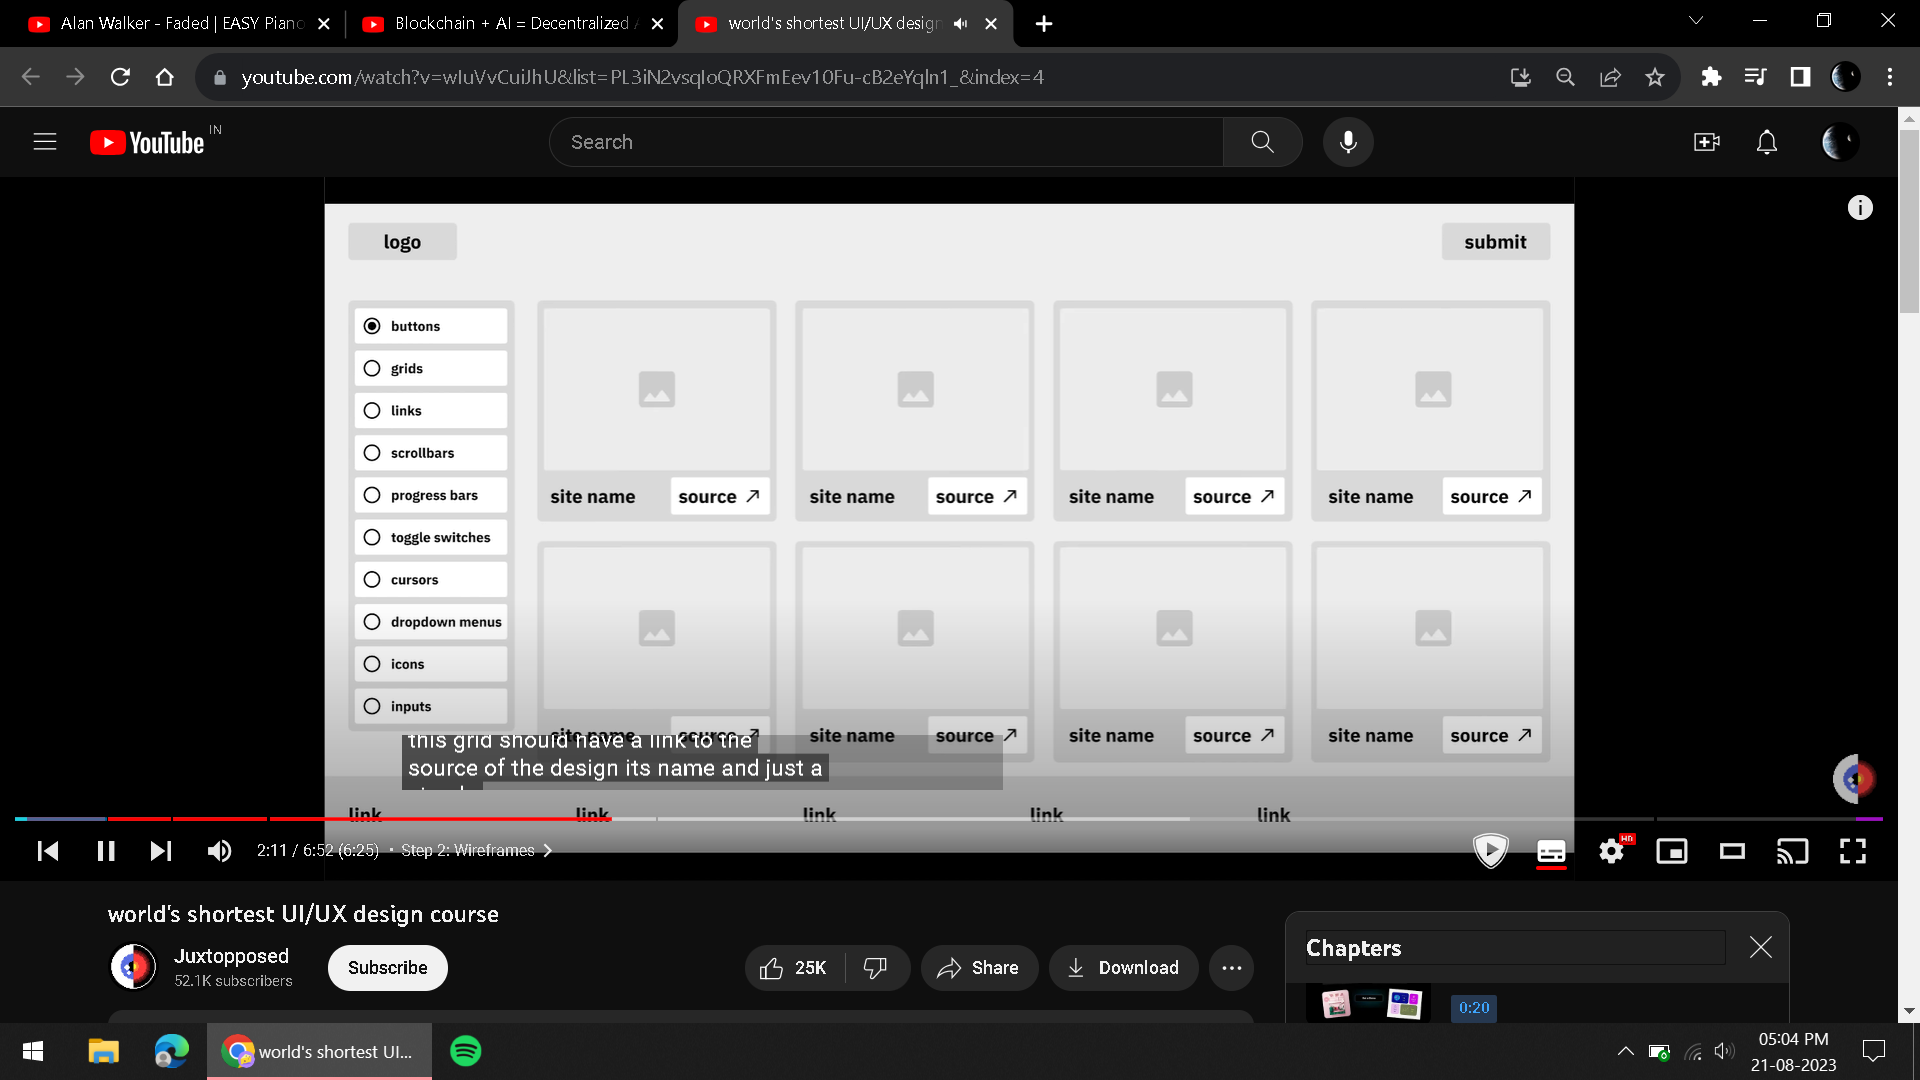 Alan Walker - Faded | EASY Piano
Blockchain + AI = Decentralized
world's shortest UI/UX design
youtube.com/watch?v=wIuVvCuiJhU&list=PL3iN2vsqIoQRXFmEev10Fu-cB2eYqln1_&index=4
YouTube IN
Search
logo
submit
buttons
grids
links
scrollbars
progress bars
toggle switches
cursors
dropdown menus
icons
inputs
site name source ↗ site name source ↗ site name source ↗ site name source ↗
site name source ↗ site name source ↗ site name source ↗ site name source ↗
this grid should have a link to the
source of the design its name and just a
link link link link link
2:11 / 6:52 (6:25) • Step 2: Wireframes
HD
world's shortest UI/UX design course
Juxtopposed
52.1K subscribers
Subscribe
25K
Share
Download
Chapters
0:20
world's shortest UI...
05:04 PM
21-08-2023